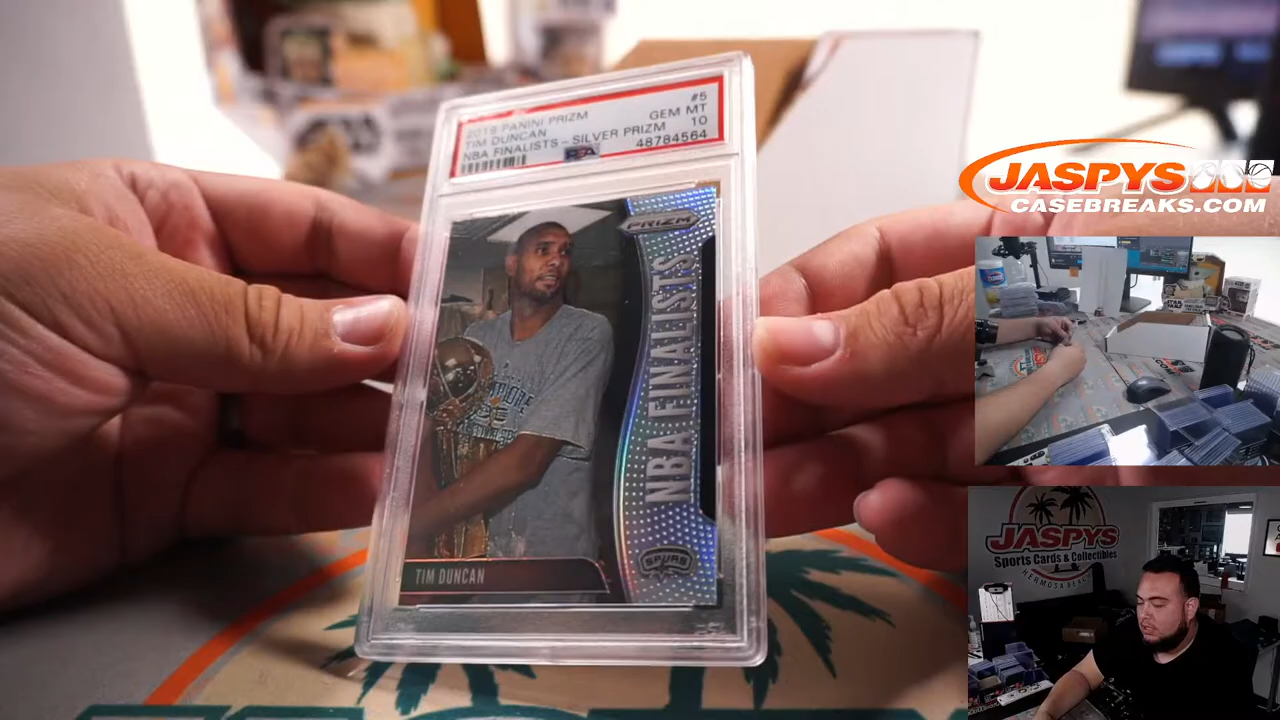 2019 PANINI PRIZM #5
TIM DUNCAN GEM MT
NBA FINALISTS - SILVER PRIZM 10
PSA 48784564
PRIZM
NBA FINALISTS
SPURS
TIM DUNCAN
JASPYS
CASEBREAKS.COM
JASPYS
Sports Cards & Collectibles
HERMOSA BEACH